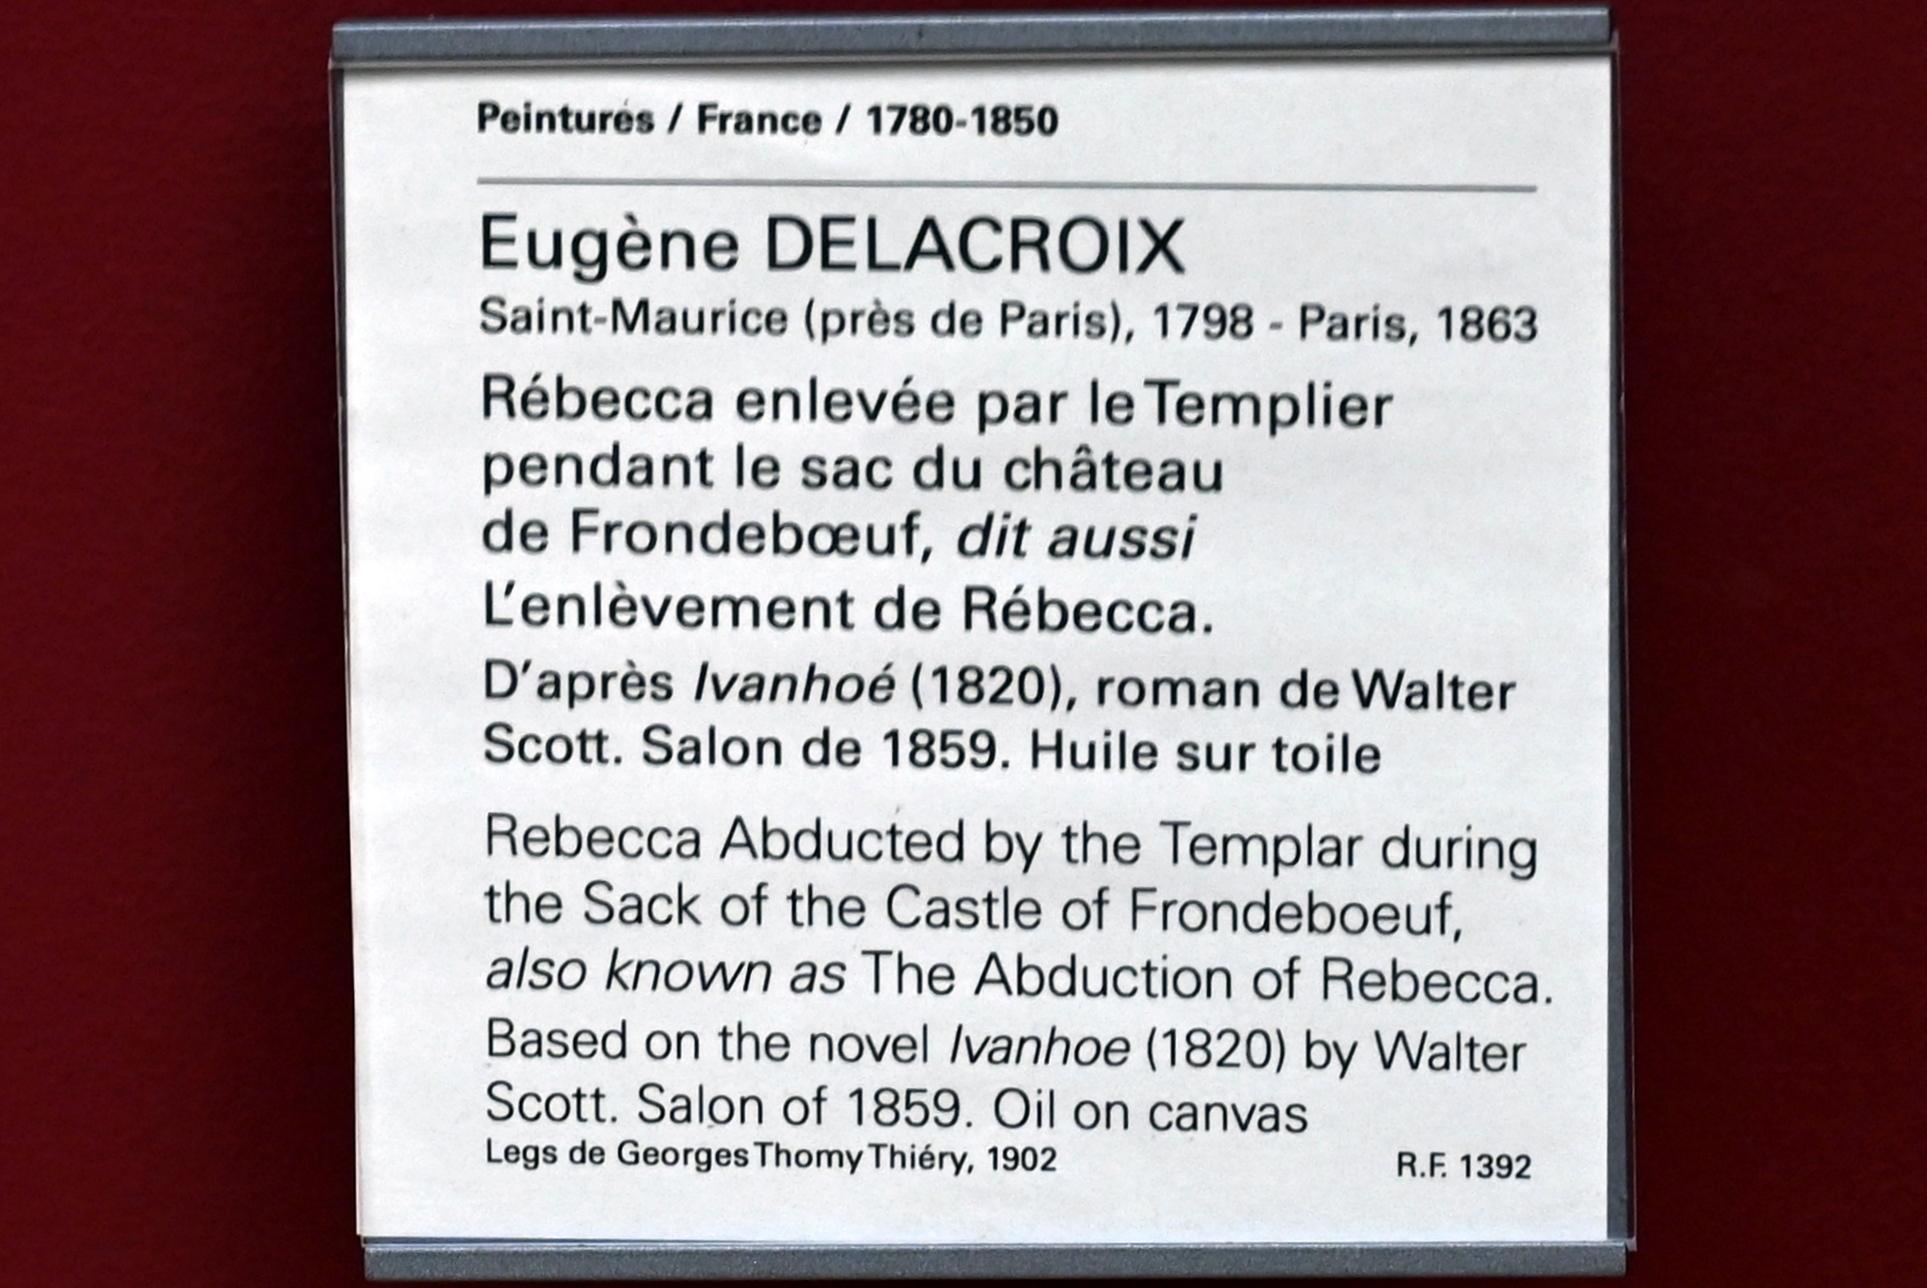 Peintures / France / 1780-1850
Eugène DELACROIX
Saint-Maurice (près de Paris), 1798 - Paris, 1863
Rébecca enlevée par le Templier
pendant le sac du château
de Frondebœuf, dit aussi
L'enlèvement de Rébecca.
D'après Ivanhoé (1820), roman de Walter
Scott. Salon de 1859. Huile sur toile
Rebecca Abducted by the Templar during
the Sack of the Castle of Frondeboeuf,
also known as The Abduction of Rebecca.
Based on the novel Ivanhoe (1820) by Walter
Scott. Salon of 1859. Oil on canvas
Legs de Georges Thomy Thiéry, 1902 R.F. 1392